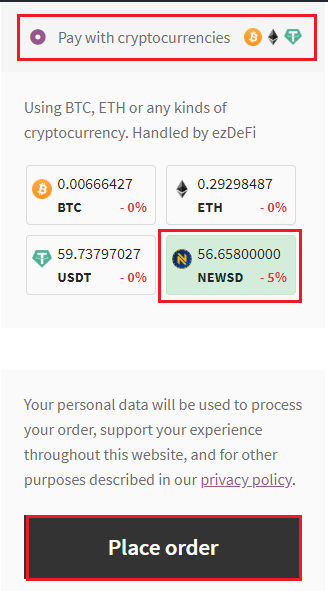 Pay with cryptocurrencies
Using BTC, ETH or any kinds of
cryptocurrency. Handled by ezDeFi
0.00666427
BTC - 0%
0.29298487
ETH - 0%
59.73797027
USDT - 0%
56.65800000
NEWSD - 5%
Your personal data will be used to process
your order, support your experience
throughout this website, and for other
purposes described in our privacy policy.
Place order